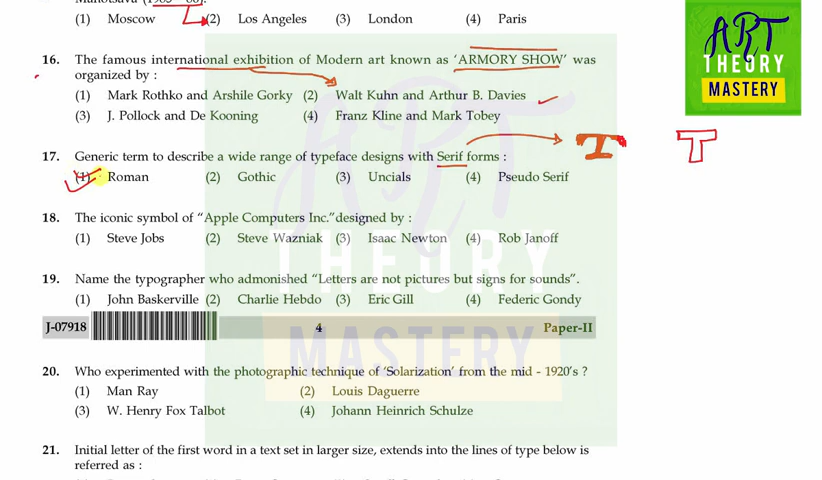 (1) Moscow (2) Los Angeles (3) London (4) Paris
ART
THEORY
MASTERY
16. The famous international exhibition of Modern art known as ‘ARMORY SHOW’ was
organized by :
(1) Mark Rothko and Arshile Gorky (2) Walt Kuhn and Arthur B. Davies
(3) J. Pollock and De Kooning (4) Franz Kline and Mark Tobey
T T
17. Generic term to describe a wide range of typeface designs with Serif forms :
(1) Roman (2) Gothic (3) Uncials (4) Pseudo Serif
18. The iconic symbol of “Apple Computers Inc.”designed by :
(1) Steve Jobs (2) Steve Wazniak (3) Isaac Newton (4) Rob Janoff
19. Name the typographer who admonished “Letters are not pictures but signs for sounds”.
(1) John Baskerville (2) Charlie Hebdo (3) Eric Gill (4) Federic Gondy
J-07918 4 Paper-II
20. Who experimented with the photographic technique of ‘Solarization’ from the mid - 1920’s ?
(1) Man Ray (2) Louis Daguerre
(3) W. Henry Fox Talbot (4) Johann Heinrich Schulze
21. Initial letter of the first word in a text set in larger size, extends into the lines of type below is
referred as :
ART
THEORY
MASTERY